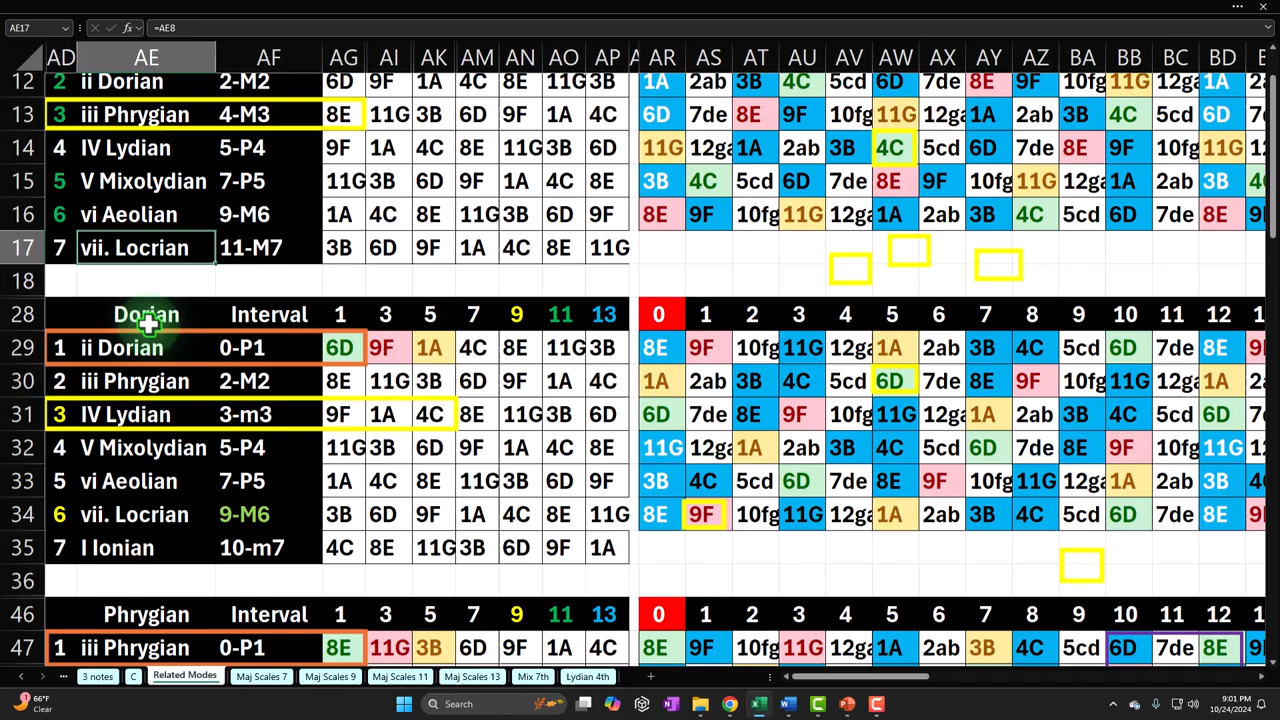 AE17 fx =AE8
AD AE AF AG AI AK AM AN AO AP AR AS AT AU AV AW AX AY AZ BA BB BC BD
12 2 ii Dorian 2-M2 6D 9F 1A 4C 8E 11G 3B 1A 2ab 3B 4C 5cd 6D 7de 8E 9F 10fg 11G 12ga 1A
13 3 iii Phrygian 4-M3 8E 11G 3B 6D 9F 1A 4C 6D 7de 8E 9F 10fg 11G 12ga 1A 2ab 3B 4C 5cd 6D 7de
14 4 IV Lydian 5-P4 9F 1A 4C 8E 11G 3B 6D 11G 12ga 1A 2ab 3B 4C 5cd 6D 7de 8E 9F 10fg 11G
15 5 V Mixolydian 7-P5 11G 3B 6D 9F 1A 4C 8E 3B 4C 5cd 6D 7de 8E 9F 10fg 11G 12ga 1A 2ab 3B
16 6 vi Aeolian 9-M6 1A 4C 8E 11G 3B 6D 9F 8E 9F 10fg 11G 12ga 1A 2ab 3B 4C 5cd 6D 7de 8E 9F
17 7 vii. Locrian 11-M7 3B 6D 9F 1A 4C 8E 11G
18
28 Dorian Interval 1 3 5 7 9 11 13 0 1 2 3 4 5 6 7 8 9 10 11 12
29 1 ii Dorian 0-P1 6D 9F 1A 4C 8E 11G 3B 8E 9F 10fg 11G 12ga 1A 2ab 3B 4C 5cd 6D 7de 8E
30 2 iii Phrygian 2-M2 8E 11G 3B 6D 9F 1A 4C 1A 2ab 3B 4C 5cd 6D 7de 8E 9F 10fg 11G 12ga 1A
31 3 IV Lydian 3-m3 9F 1A 4C 8E 11G 3B 6D 6D 7de 8E 9F 10fg 11G 12ga 1A 2ab 3B 4C 5cd 6D
32 4 V Mixolydian 5-P4 11G 3B 6D 9F 1A 4C 8E 11G 12ga 1A 2ab 3B 4C 5cd 6D 7de 8E 9F 10fg 11G
33 5 vi Aeolian 7-P5 1A 4C 8E 11G 3B 6D 9F 3B 4C 5cd 6D 7de 8E 9F 10fg 11G 12ga 1A 2ab 3B
34 6 vii. Locrian 9-M6 3B 6D 9F 1A 4C 8E 11G 8E 9F 10fg 11G 12ga 1A 2ab 3B 4C 5cd 6D 7de 8E
35 7 I Ionian 10-m7 4C 8E 11G 3B 6D 9F 1A
36
46 Phrygian Interval 1 3 5 7 9 11 13 0 1 2 3 4 5 6 7 8 9 10 11 12
47 1 iii Phrygian 0-P1 8E 11G 3B 6D 9F 1A 4C 8E 9F 10fg 11G 12ga 1A 2ab 3B 4C 5cd 6D 7de 8E
3 notes C Related Modes Maj Scales 7 Maj Scales 9 Maj Scales 11 Maj Scales 13 Mix 7th Lydian 4th
66°F
Clear
Search
9:01 PM
10/24/2024